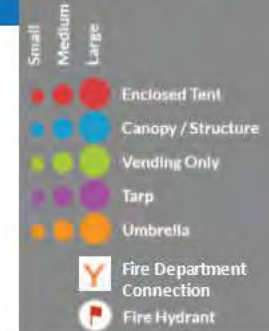 Small
Medium
Large
Enclosed Tent
Canopy / Structure
Vending Only
Tarp
Umbrella
Y Fire Department
Connection
Fire Hydrant